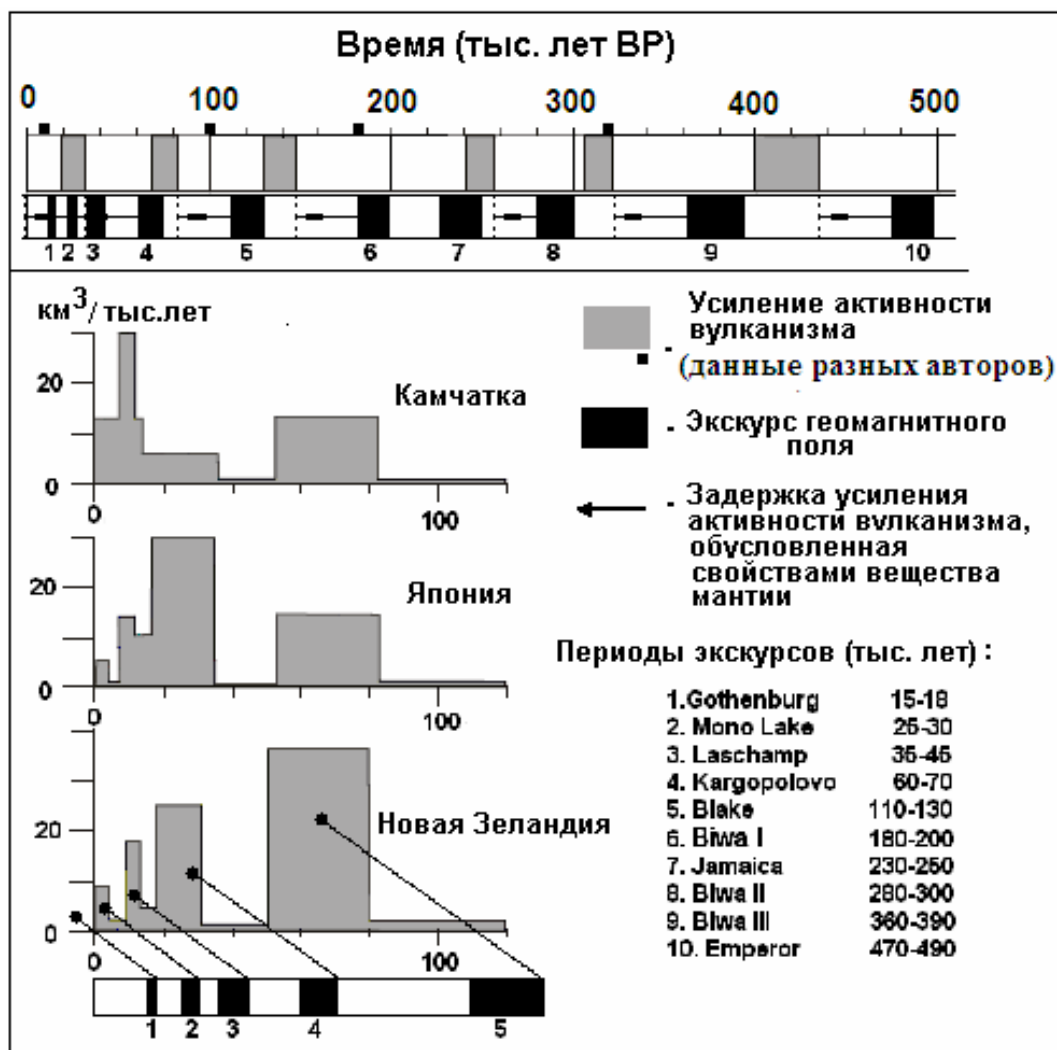 Время (тыс. лет BP)
0 100 200 300 400 500
1 2 3 4 5 6 7 8 9 10
км3/тыс.лет
20
0
Камчатка
0 100
20
0
Япония
0 100
20
0
Новая Зеландия
0 100
1 2 3 4 5
Усиление активности
вулканизма
(данные разных авторов)
- Экскурс геомагнитного
поля
- Задержка усиления
активности вулканизма,
обусловленная
свойствами вещества
мантии
Периоды экскурсов (тыс. лет) :
1.Gothenburg 15-18
2. Mono Lake 25-30
3. Laschamp 35-45
4. Kargopolovo 60-70
5. Blake 110-130
6. Biwa I 180-200
7. Jamaica 230-250
8. Biwa II 280-300
9. Biwa III 360-390
10. Emperor 470-490